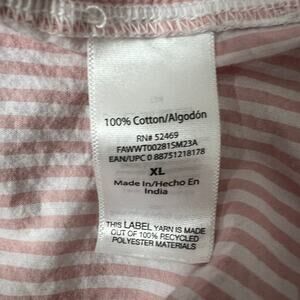 100% Cotton/Algodón
RN# 52469
FAWWT00281SM23A
EAN/UPC 0 88751218178
XL
Made In/Hecho En
India
THIS LABEL YARN IS MADE
OUT OF 100% RECYCLED
POLYESTER MATERIALS